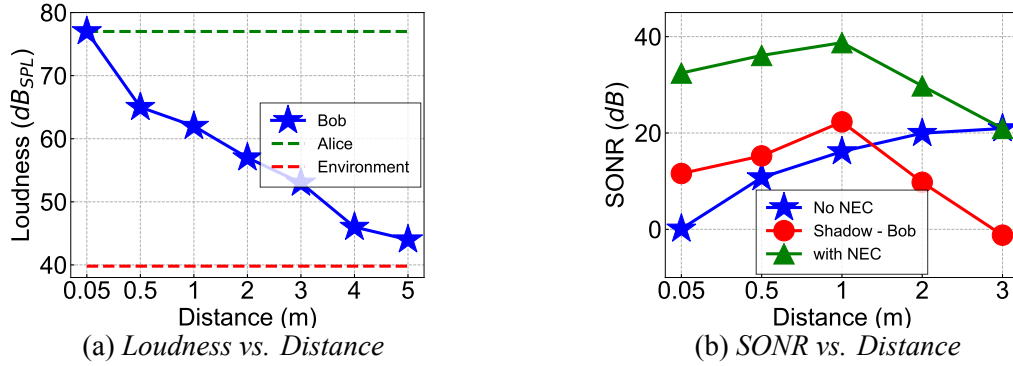 80
70
60
50
40
Loudness (dB_SPL)
Bob
Alice
Environment
0.05 0.5 1 2 3 4 5
Distance (m)
(a) Loudness vs. Distance
40
20
0
SONR (dB)
No NEC
Shadow - Bob
with NEC
0.05 0.5 1 2 3
Distance (m)
(b) SONR vs. Distance